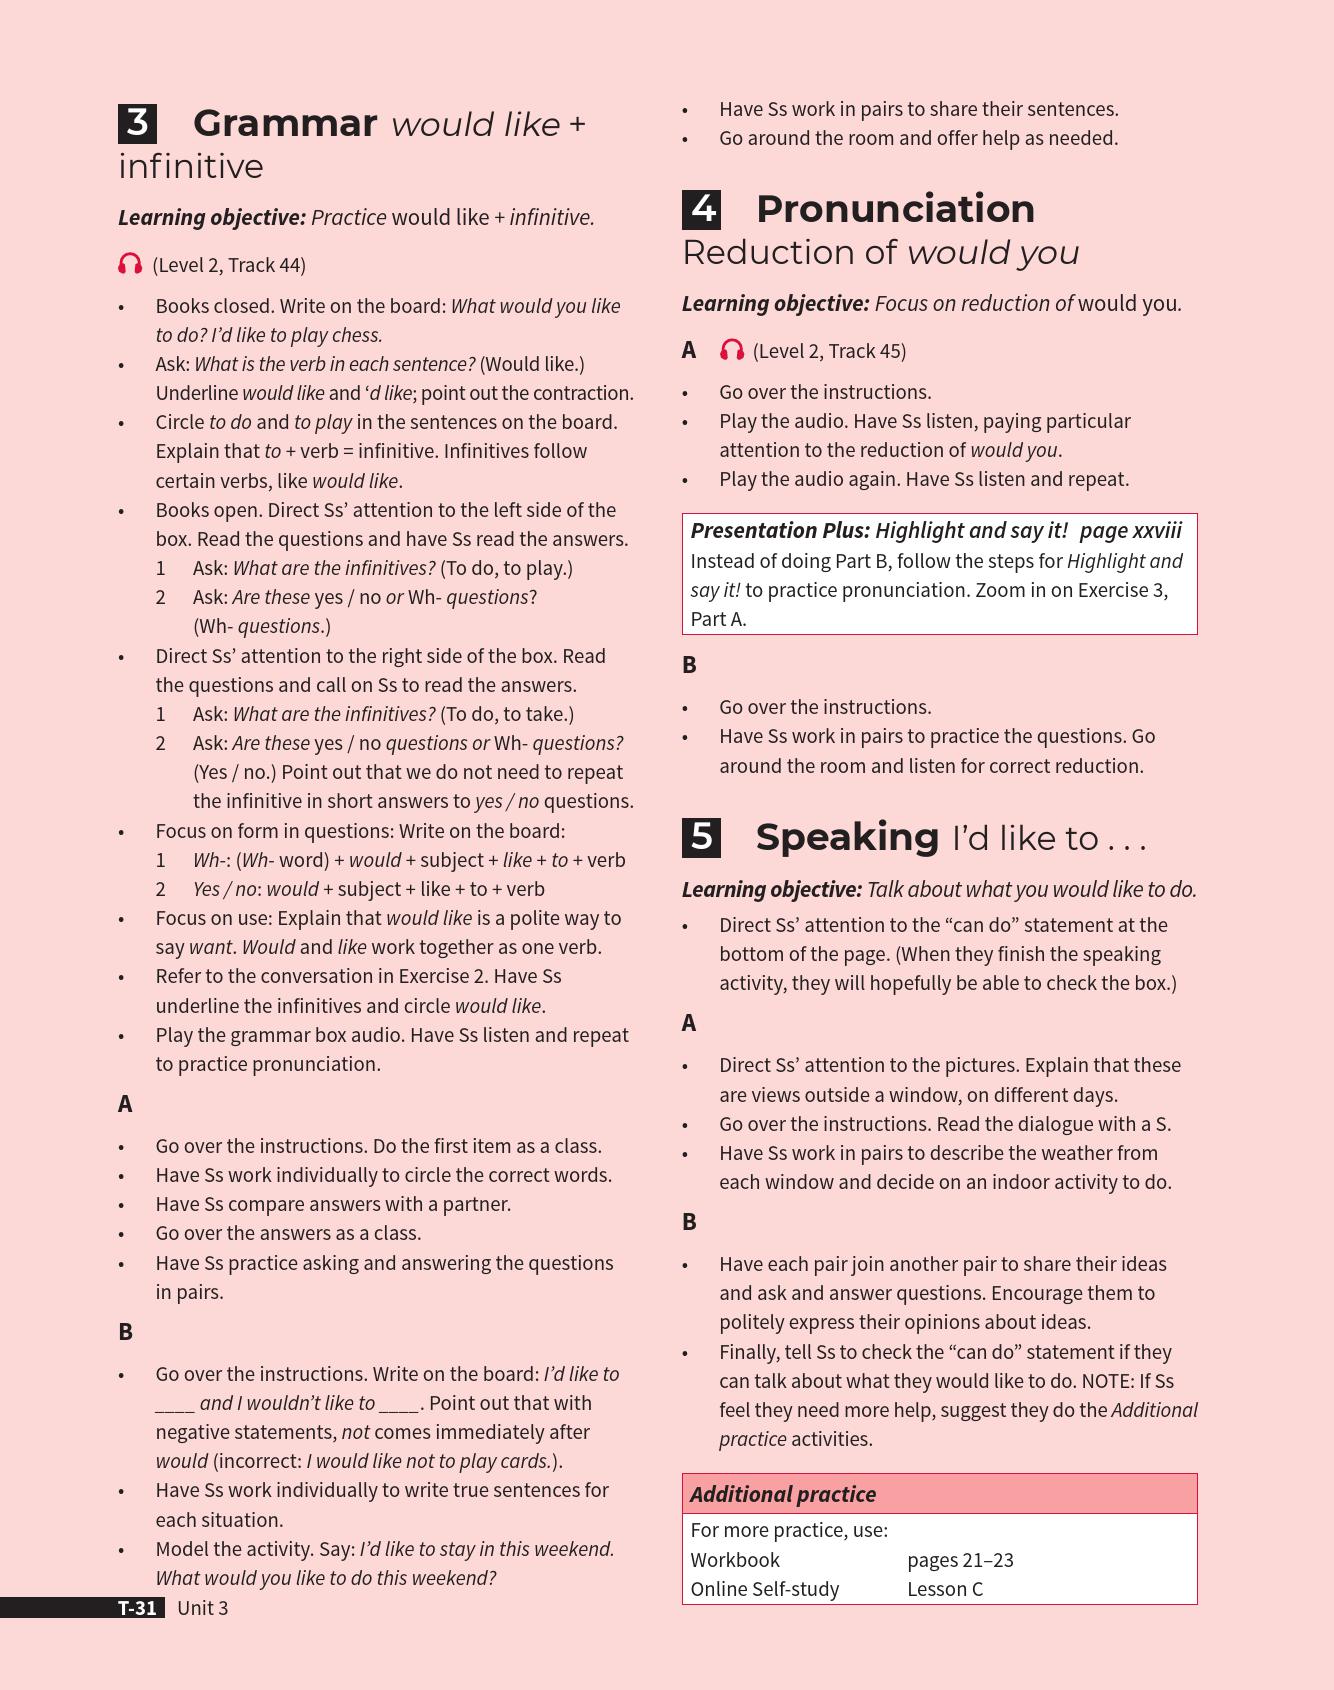 3 Grammar would like +
infinitive
Learning objective: Practice would like + infinitive.
(Level 2, Track 44)
• Books closed. Write on the board: What would you like
to do? I’d like to play chess.
• Ask: What is the verb in each sentence? (Would like.)
Underline would like and ‘d like; point out the contraction.
• Circle to do and to play in the sentences on the board.
Explain that to + verb = infinitive. Infinitives follow
certain verbs, like would like.
• Books open. Direct Ss’ attention to the left side of the
box. Read the questions and have Ss read the answers.
1 Ask: What are the infinitives? (To do, to play.)
2 Ask: Are these yes / no or Wh- questions?
(Wh- questions.)
• Direct Ss’ attention to the right side of the box. Read
the questions and call on Ss to read the answers.
1 Ask: What are the infinitives? (To do, to take.)
2 Ask: Are these yes / no questions or Wh- questions?
(Yes / no.) Point out that we do not need to repeat
the infinitive in short answers to yes / no questions.
• Focus on form in questions: Write on the board:
1 Wh-: (Wh- word) + would + subject + like + to + verb
2 Yes / no: would + subject + like + to + verb
• Focus on use: Explain that would like is a polite way to
say want. Would and like work together as one verb.
• Refer to the conversation in Exercise 2. Have Ss
underline the infinitives and circle would like.
• Play the grammar box audio. Have Ss listen and repeat
to practice pronunciation.
A
• Go over the instructions. Do the first item as a class.
• Have Ss work individually to circle the correct words.
• Have Ss compare answers with a partner.
• Go over the answers as a class.
• Have Ss practice asking and answering the questions
in pairs.
B
• Go over the instructions. Write on the board: I’d like to
____ and I wouldn’t like to ____. Point out that with
negative statements, not comes immediately after
would (incorrect: I would like not to play cards.).
• Have Ss work individually to write true sentences for
each situation.
• Model the activity. Say: I’d like to stay in this weekend.
What would you like to do this weekend?
• Have Ss work in pairs to share their sentences.
• Go around the room and offer help as needed.
4 Pronunciation
Reduction of would you
Learning objective: Focus on reduction of would you.
A (Level 2, Track 45)
• Go over the instructions.
• Play the audio. Have Ss listen, paying particular
attention to the reduction of would you.
• Play the audio again. Have Ss listen and repeat.
Presentation Plus: Highlight and say it! page xxviii
Instead of doing Part B, follow the steps for Highlight and
say it! to practice pronunciation. Zoom in on Exercise 3,
Part A.
B
• Go over the instructions.
• Have Ss work in pairs to practice the questions. Go
around the room and listen for correct reduction.
5 Speaking I’d like to . . .
Learning objective: Talk about what you would like to do.
• Direct Ss’ attention to the “can do” statement at the
bottom of the page. (When they finish the speaking
activity, they will hopefully be able to check the box.)
A
• Direct Ss’ attention to the pictures. Explain that these
are views outside a window, on different days.
• Go over the instructions. Read the dialogue with a S.
• Have Ss work in pairs to describe the weather from
each window and decide on an indoor activity to do.
B
• Have each pair join another pair to share their ideas
and ask and answer questions. Encourage them to
politely express their opinions about ideas.
• Finally, tell Ss to check the “can do” statement if they
can talk about what they would like to do. NOTE: If Ss
feel they need more help, suggest they do the Additional
practice activities.
Additional practice
For more practice, use:
Workbook pages 21–23
Online Self-study Lesson C
T-31 Unit 3